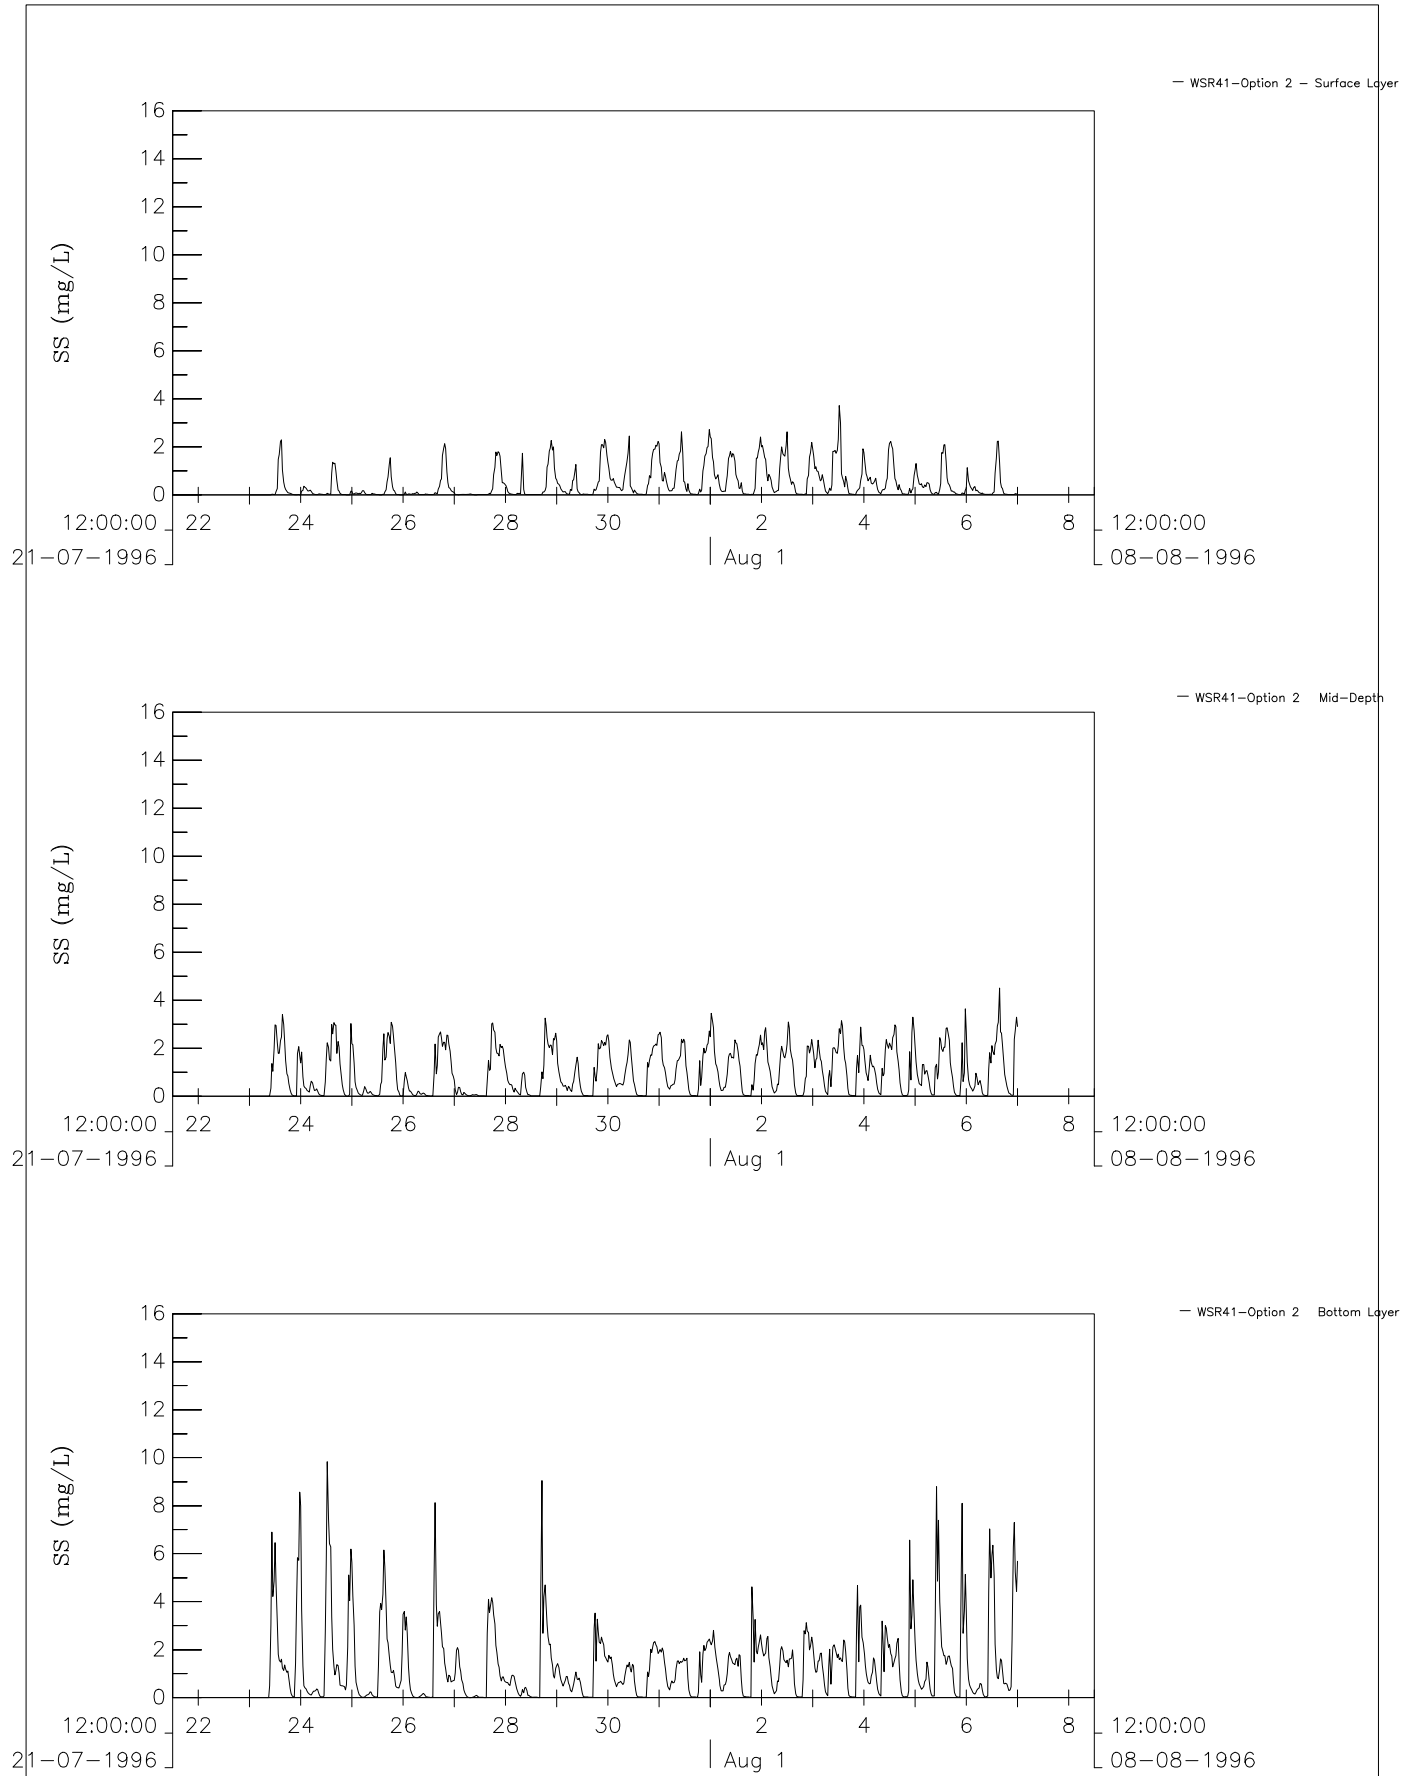 — WSR41-Option 2 - Surface Layer
16
14
12
10
8
6
4
2
0
SS (mg/L)
12:00:00 22 24 26 28 30 2 4 6 8 12:00:00
21-07-1996 Aug 1 08-08-1996
— WSR41-Option 2 Mid-Depth
16
14
12
10
8
6
4
2
0
SS (mg/L)
12:00:00 22 24 26 28 30 2 4 6 8 12:00:00
21-07-1996 Aug 1 08-08-1996
— WSR41-Option 2 Bottom Layer
16
14
12
10
8
6
4
2
0
SS (mg/L)
12:00:00 22 24 26 28 30 2 4 6 8 12:00:00
21-07-1996 Aug 1 08-08-1996